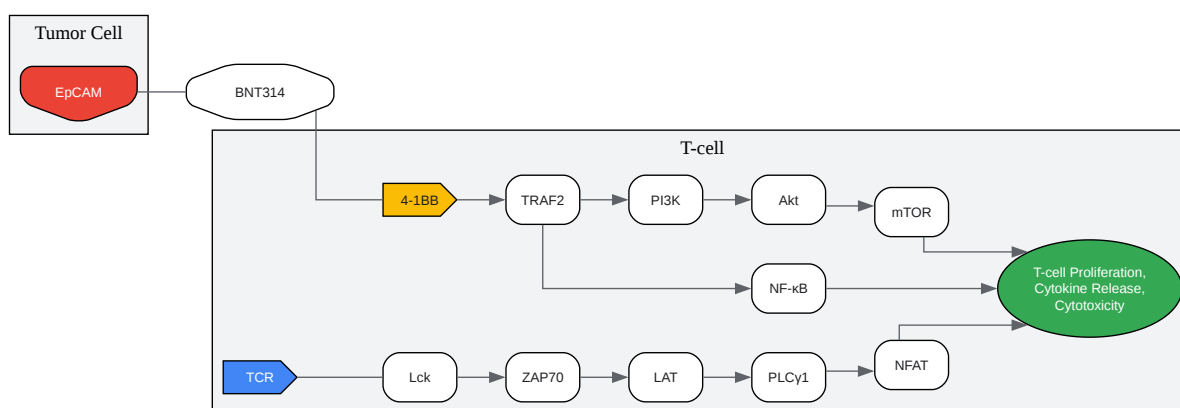 Tumor Cell
EpCAM
BNT314
T-cell
4-1BB
TRAF2
PI3K
Akt
mTOR
NF-κB
T-cell Proliferation,
Cytokine Release,
Cytotoxicity
TCR
Lck
ZAP70
LAT
PLCγ1
NFAT